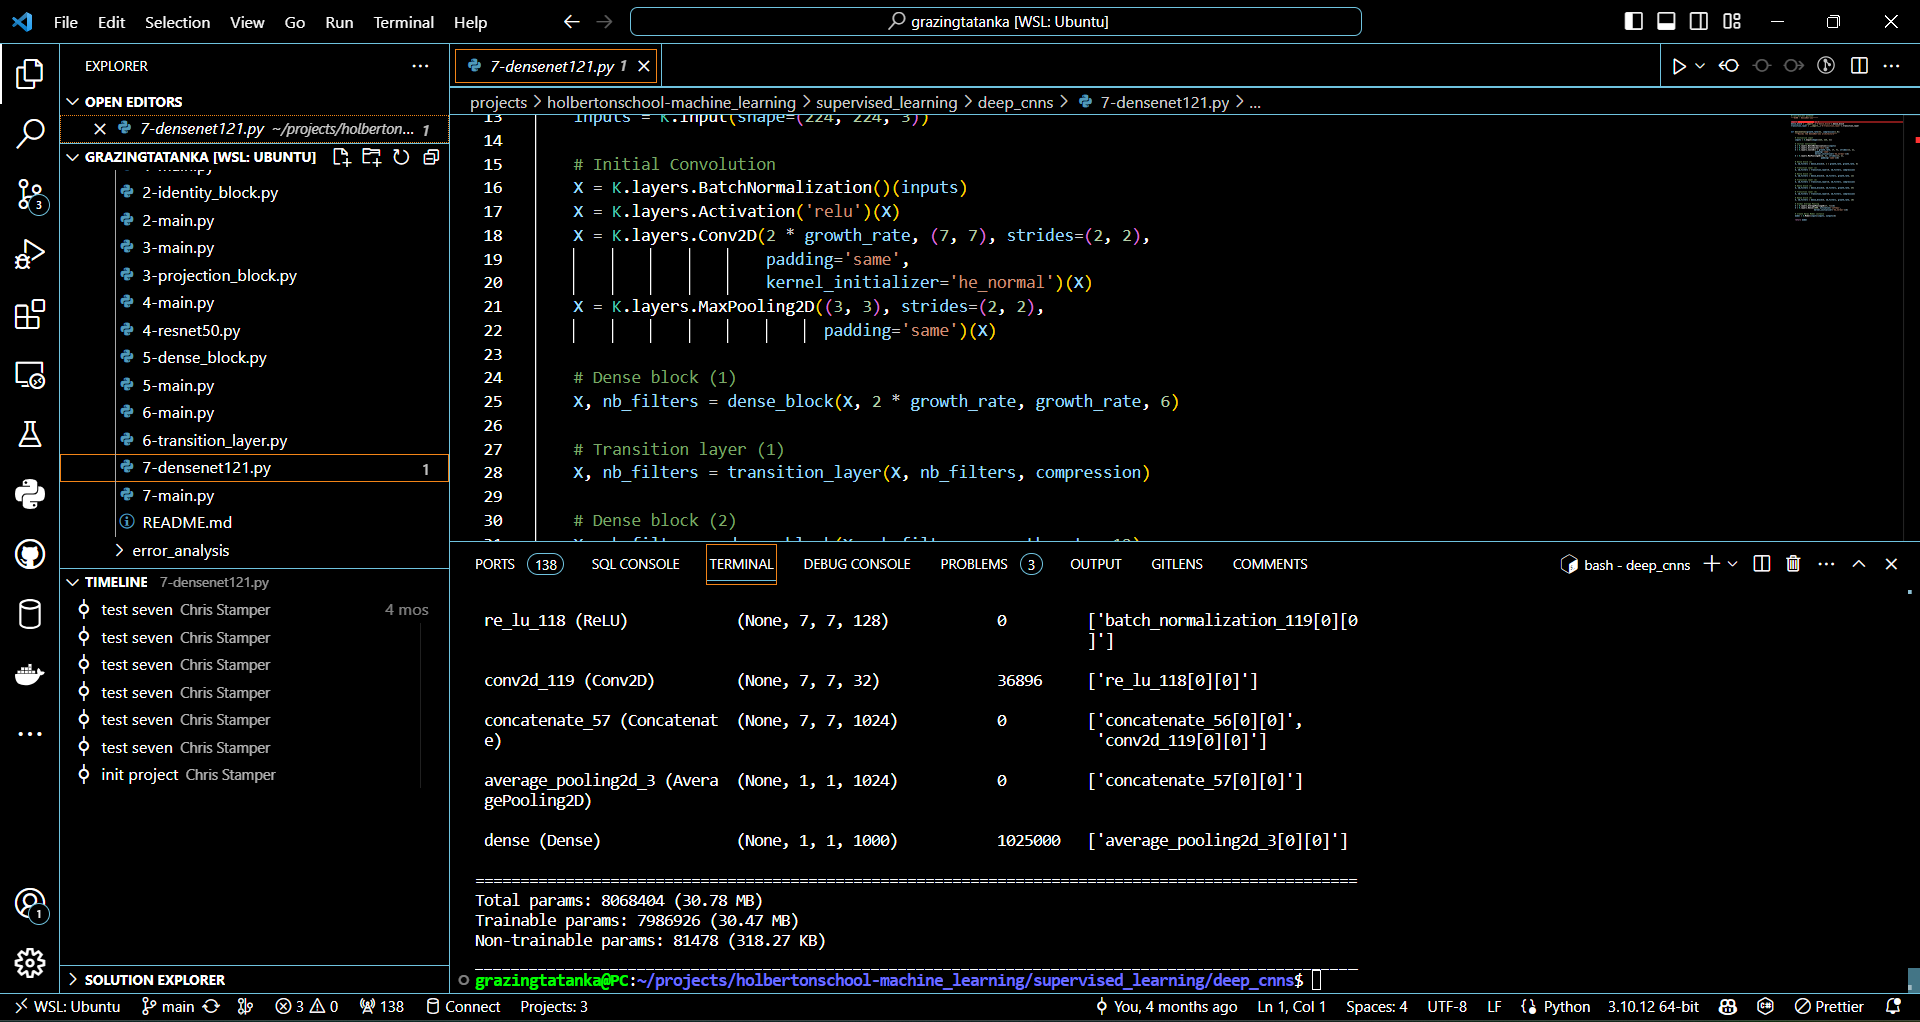 File Edit Selection View Go Run Terminal Help grazingtatanka [WSL: Ubuntu]
EXPLORER
OPEN EDITORS
7-densenet121.py ~/projects/holberton... 1
GRAZINGTATANKA [WSL: UBUNTU]
1-main.py
2-identity_block.py
2-main.py
3-main.py
3-projection_block.py
4-main.py
4-resnet50.py
5-dense_block.py
5-main.py
6-main.py
6-transition_layer.py
7-densenet121.py 1
7-main.py
README.md
error_analysis
TIMELINE 7-densenet121.py
test seven Chris Stamper 4 mos
test seven Chris Stamper
test seven Chris Stamper
test seven Chris Stamper
test seven Chris Stamper
test seven Chris Stamper
init project Chris Stamper
SOLUTION EXPLORER
3
1
7-densenet121.py 1
projects > holbertonschool-machine_learning > supervised_learning > deep_cnns > 7-densenet121.py > ...
13 inputs = K.Input(shape=(224, 224, 3))
14
15 # Initial Convolution
16 X = K.layers.BatchNormalization()(inputs)
17 X = K.layers.Activation('relu')(X)
18 X = K.layers.Conv2D(2 * growth_rate, (7, 7), strides=(2, 2),
19 padding='same',
20 kernel_initializer='he_normal')(X)
21 X = K.layers.MaxPooling2D((3, 3), strides=(2, 2),
22 padding='same')(X)
23
24 # Dense block (1)
25 X, nb_filters = dense_block(X, 2 * growth_rate, growth_rate, 6)
26
27 # Transition layer (1)
28 X, nb_filters = transition_layer(X, nb_filters, compression)
29
30 # Dense block (2)
PORTS 138 SQL CONSOLE TERMINAL DEBUG CONSOLE PROBLEMS 3 OUTPUT GITLENS COMMENTS bash - deep_cnns
re_lu_118 (ReLU) (None, 7, 7, 128) 0 ['batch_normalization_119[0][0
]']
conv2d_119 (Conv2D) (None, 7, 7, 32) 36896 ['re_lu_118[0][0]']
concatenate_57 (Concatenat (None, 7, 7, 1024) 0 ['concatenate_56[0][0]',
e) 'conv2d_119[0][0]']
average_pooling2d_3 (Avera (None, 1, 1, 1024) 0 ['concatenate_57[0][0]']
gePooling2D)
dense (Dense) (None, 1, 1, 1000) 1025000 ['average_pooling2d_3[0][0]']
==================================================================================================
Total params: 8068404 (30.78 MB)
Trainable params: 7986926 (30.47 MB)
Non-trainable params: 81478 (318.27 KB)
__________________________________________________________________________________________________
grazingtatanka@PC:~/projects/holbertonschool-machine_learning/supervised_learning/deep_cnns$
WSL: Ubuntu main 3 0 138 Connect Projects: 3 You, 4 months ago Ln 1, Col 1 Spaces: 4 UTF-8 LF Python 3.10.12 64-bit Prettier